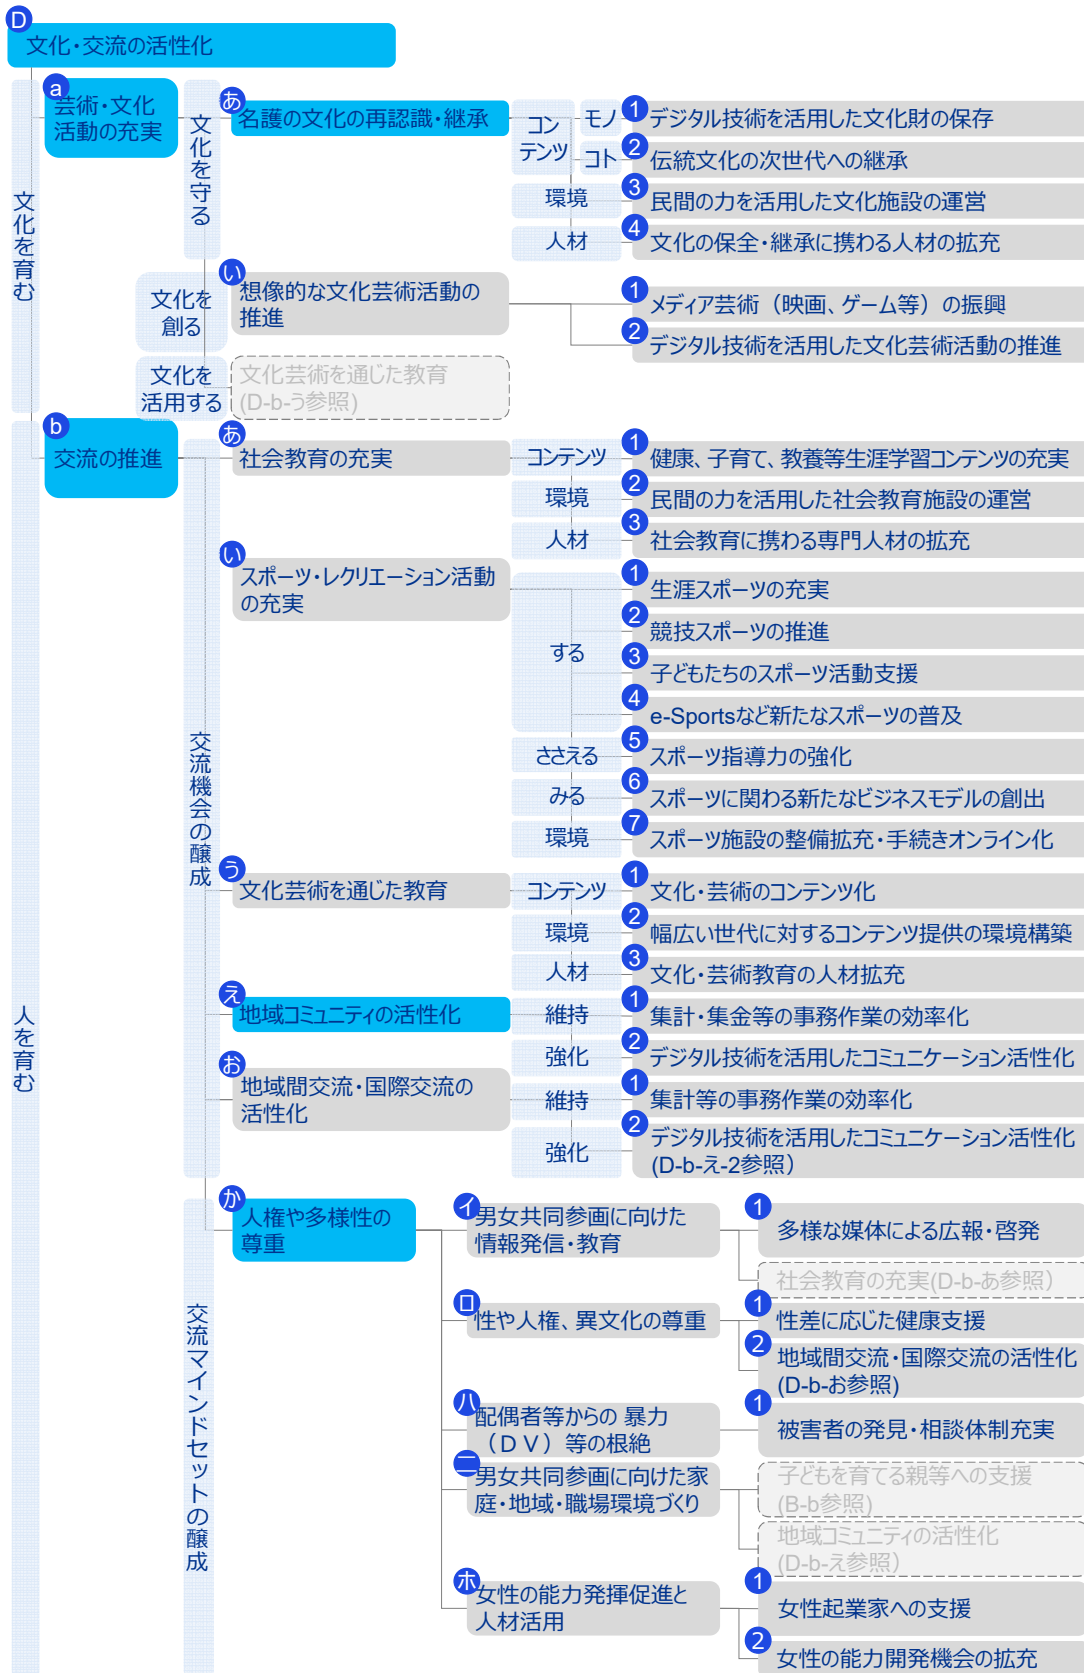 D
文化・交流の活性化
文化を育む
a
芸術・文化
活動の充実
文化を守る
あ
名護の文化の再認識・継承
コン
テンツ
モノ
1
デジタル技術を活用した文化財の保存
コト
2
伝統文化の次世代への継承
環境
3
民間の力を活用した文化施設の運営
人材
4
文化の保全・継承に携わる人材の拡充
文化を
創る
い
想像的な文化芸術活動の
推進
1
メディア芸術（映画、ゲーム等）の振興
2
デジタル技術を活用した文化芸術活動の推進
文化を
活用する
文化芸術を通じた教育
(D-b-う参照)
人を育む
b
交流の推進
交流機会の醸成
あ
社会教育の充実
コンテンツ
1
健康、子育て、教養等生涯学習コンテンツの充実
環境
2
民間の力を活用した社会教育施設の運営
人材
3
社会教育に携わる専門人材の拡充
い
スポーツ・レクリエーション活動
の充実
する
1
生涯スポーツの充実
2
競技スポーツの推進
3
子どもたちのスポーツ活動支援
4
e-Sportsなど新たなスポーツの普及
ささえる
5
スポーツ指導力の強化
みる
6
スポーツに関わる新たなビジネスモデルの創出
環境
7
スポーツ施設の整備拡充・手続きオンライン化
う
文化芸術を通じた教育
コンテンツ
1
文化・芸術のコンテンツ化
環境
2
幅広い世代に対するコンテンツ提供の環境構築
人材
3
文化・芸術教育の人材拡充
え
地域コミュニティの活性化
維持
1
集計・集金等の事務作業の効率化
強化
2
デジタル技術を活用したコミュニケーション活性化
お
地域間交流・国際交流の
活性化
維持
1
集計等の事務作業の効率化
強化
2
デジタル技術を活用したコミュニケーション活性化
(D-b-え-2参照）
交流マインドセットの醸成
か
人権や多様性の
尊重
イ
男女共同参画に向けた
情報発信・教育
1
多様な媒体による広報・啓発
社会教育の充実(D-b-あ参照）
ロ
性や人権、異文化の尊重
1
性差に応じた健康支援
2
地域間交流・国際交流の活性化
(D-b-お参照)
ハ
配偶者等からの 暴力
（ＤＶ）等の根絶
1
被害者の発見・相談体制充実
ニ
男女共同参画に向けた家
庭・地域・職場環境づくり
子どもを育てる親等への支援
(B-b参照)
地域コミュニティの活性化
(D-b-え参照）
ホ
女性の能力発揮促進と
人材活用
1
女性起業家への支援
2
女性の能力開発機会の拡充